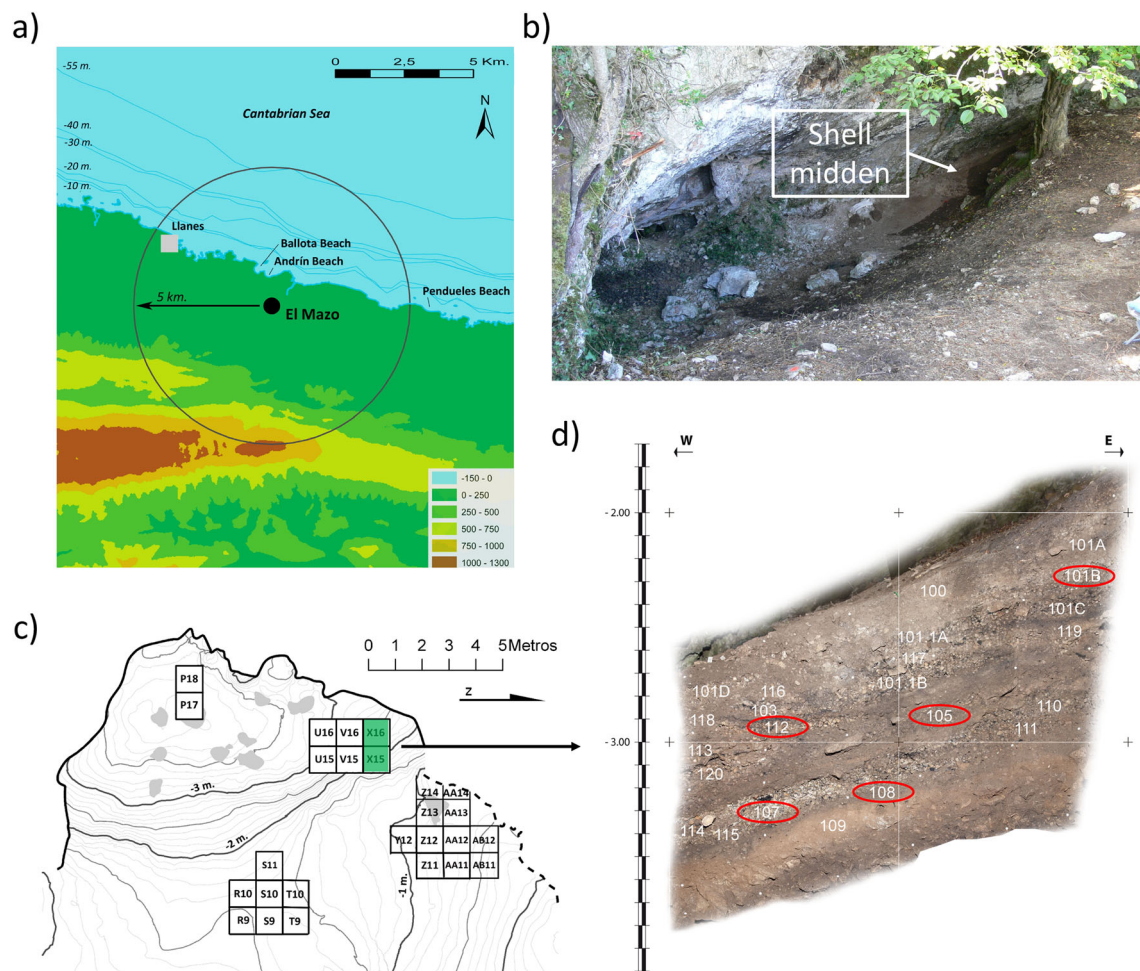 a)
2,5 5 Km.
N
-55 m.
-40 m.
-30 m.
-20 m.
-10 m.
Cantabrian Sea
Llanes
Ballota Beach
Andrín Beach
Pendueles Beach
5 km.
El Mazo
-150 - 0
0 - 250
250 - 500
500 - 750
750 - 1000
1000 - 1300
b)
Shell
midden
c)
0 1 2 3 4 5Metros
z
P18
P17
U16 V16 X16
U15 V15 X15
-3 m.
-2 m.
-1 m.
Z14 AA14
Z13 AA13
Y12 Z12 AA12 AB12
Z11 AA11 AB11
S11
R10 S10 T10
R9 S9 T9
d)
W E
- 2.00
- 3.00
101A
101B
100
101C
119
101 1A
117
101 1B
101D 116
103
118 112 105 110
111
113
120
108
107
114 115 109